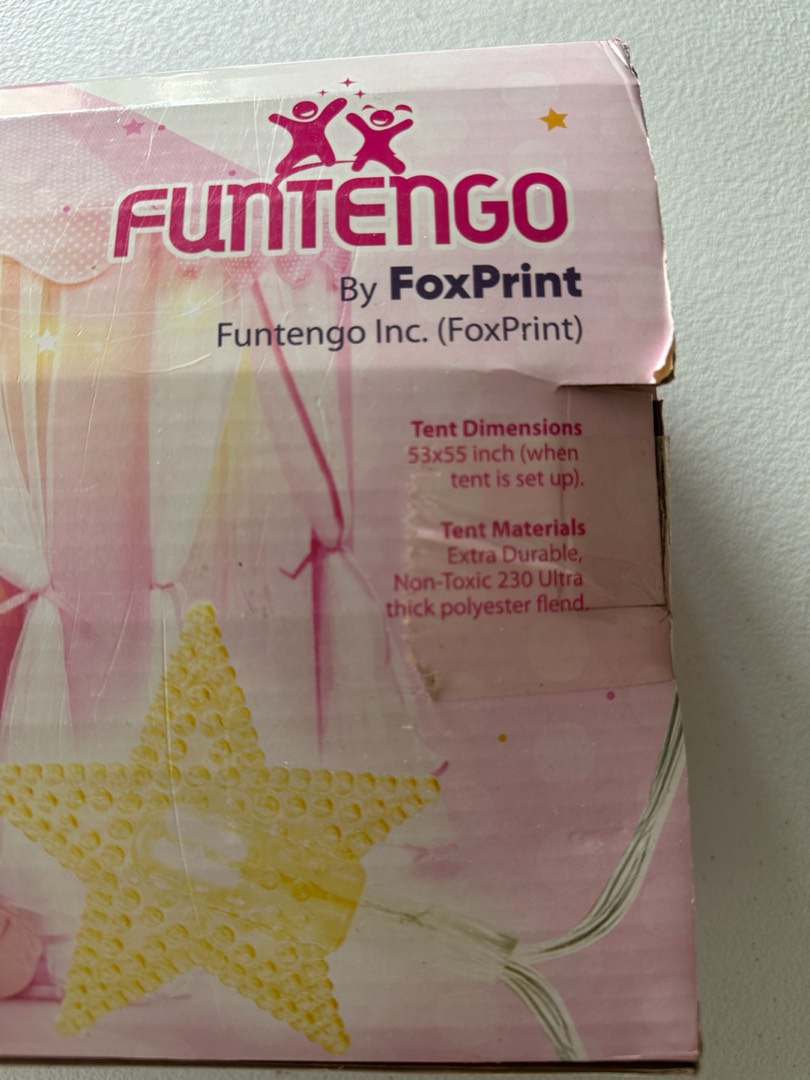 FUNTENGO
By FoxPrint
Funtengo Inc. (FoxPrint)
Tent Dimensions
53x55 inch (when
tent is set up).
Tent Materials
Extra Durable,
Non-Toxic 230 Ultra
thick polyester flend.